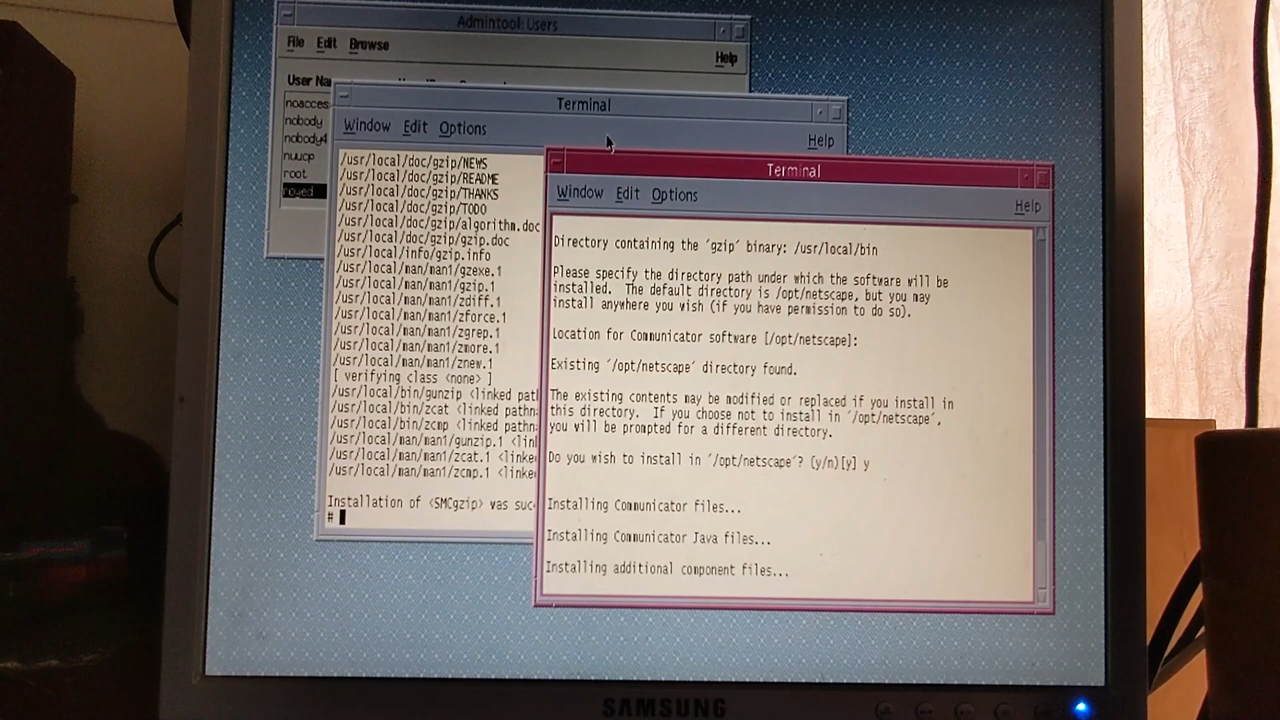 Admintool: Users
File Edit Browse
Help
User Na
noacces
nobody
nobody4
nuucp
root
Terminal
Window Edit Options
Help
/usr/local/doc/gzip/NEWS
/usr/local/doc/gzip/README
/usr/local/doc/gzip/THANKS
/usr/local/doc/gzip/TODO
/usr/local/doc/gzip/algorithm.doc
/usr/local/doc/gzip/gzip.doc
/usr/local/info/gzip.info
/usr/local/man/man1/gzexe.1
/usr/local/man/man1/gzip.1
/usr/local/man/man1/zdiff.1
/usr/local/man/man1/zforce.1
/usr/local/man/man1/zgrep.1
/usr/local/man/man1/zmore.1
/usr/local/man/man1/znew.1
[ verifying class <none> ]
/usr/local/bin/gunzip <linked path
/usr/local/bin/zcat <linked pathn
/usr/local/bin/zcmp <linked pathn
/usr/local/man/man1/gunzip.1 <lin
/usr/local/man/man1/zcat.1 <linke
/usr/local/man/man1/zcmp.1 <linke
Installation of <SMCgzip> was suc
#
Terminal
Window Edit Options
Help
Directory containing the 'gzip' binary: /usr/local/bin
Please specify the directory path under which the software will be
installed. The default directory is /opt/netscape, but you may
install anywhere you wish (if you have permission to do so).
Location for Communicator software [/opt/netscape]:
Existing '/opt/netscape' directory found.
The existing contents may be modified or replaced if you install in
this directory. If you choose not to install in '/opt/netscape',
you will be prompted for a different directory.
Do you wish to install in '/opt/netscape'? (y/n)[y] y
Installing Communicator files...
Installing Communicator Java files...
Installing additional component files...
SAMSUNG